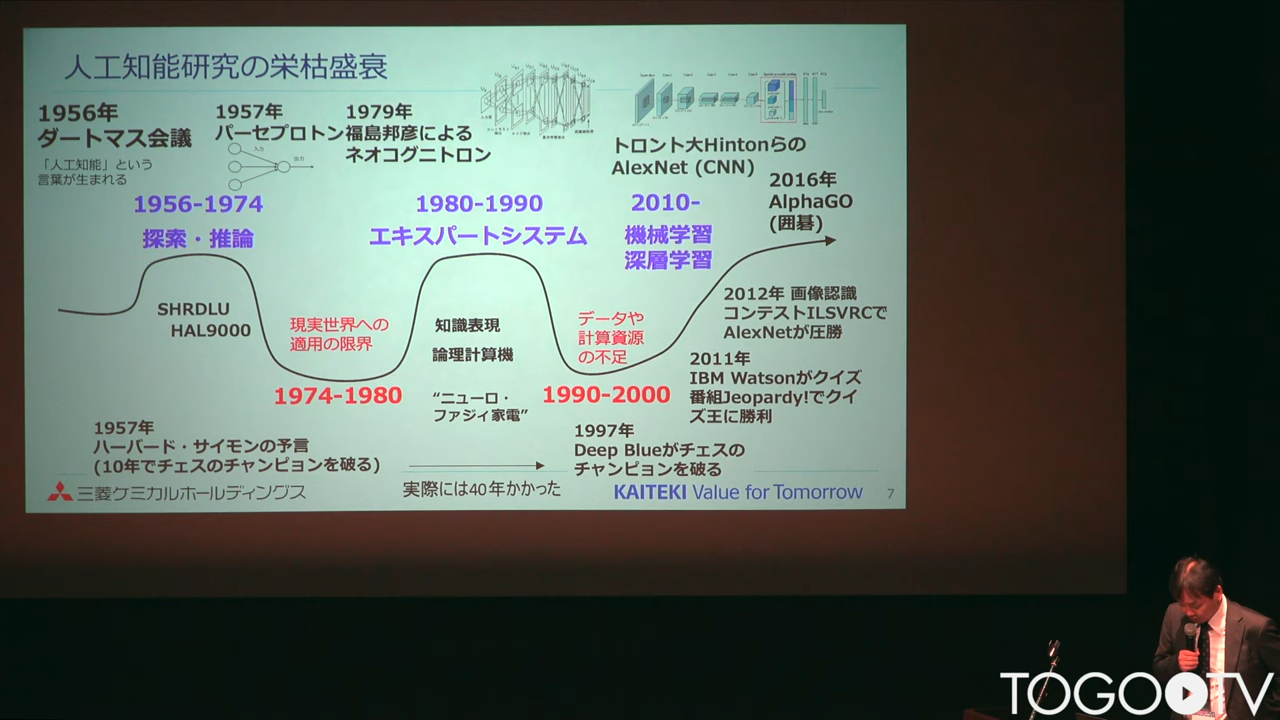 人工知能研究の栄枯盛衰
1956年
ダートマス会議
「人工知能」という
言葉が生まれる
1957年
パーセプロトン
入力
出力
1979年
福島邦彦による
ネオコグニトロン
トロント大Hintonらの
AlexNet (CNN)
2016年
AlphaGO
(囲碁)
1956-1974
探索・推論
1980-1990
エキスパートシステム
2010-
機械学習
深層学習
SHRDLU
HAL9000
現実世界への
適用の限界
1974-1980
知識表現
論理計算機
“ニューロ・
ファジィ家電”
データや
計算資源
の不足
1990-2000
2012年 画像認識
コンテストILSVRCで
AlexNetが圧勝
2011年
IBM Watsonがクイズ
番組Jeopardy!でクイ
ズ王に勝利
1957年
ハーバード・サイモンの予言
(10年でチェスのチャンピョンを破る)
実際には40年かかった
1997年
Deep Blueがチェスの
チャンピョンを破る
三菱ケミカルホールディングス
KAITEKI Value for Tomorrow
7
TOGOTV